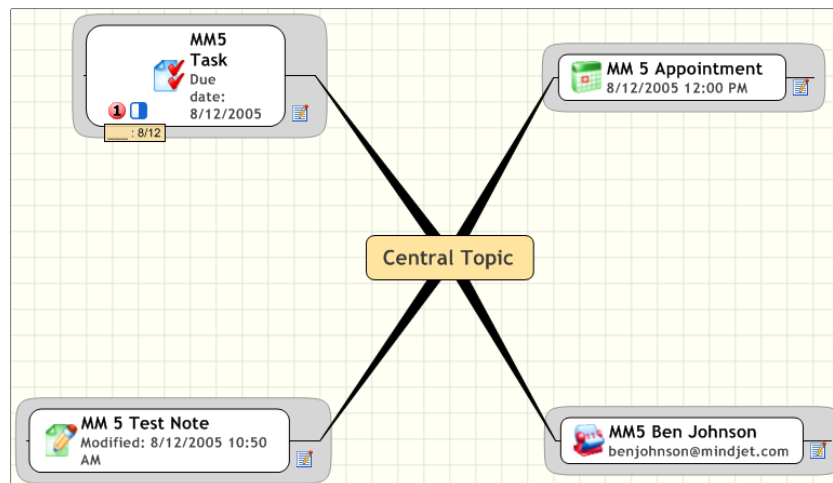 MM5
Task
Due
date:
8/12/2005
1
___ : 8/12
MM 5 Appointment
8/12/2005 12:00 PM
Central Topic
MM 5 Test Note
Modified: 8/12/2005 10:50
AM
MM5 Ben Johnson
benjohnson@mindjet.com